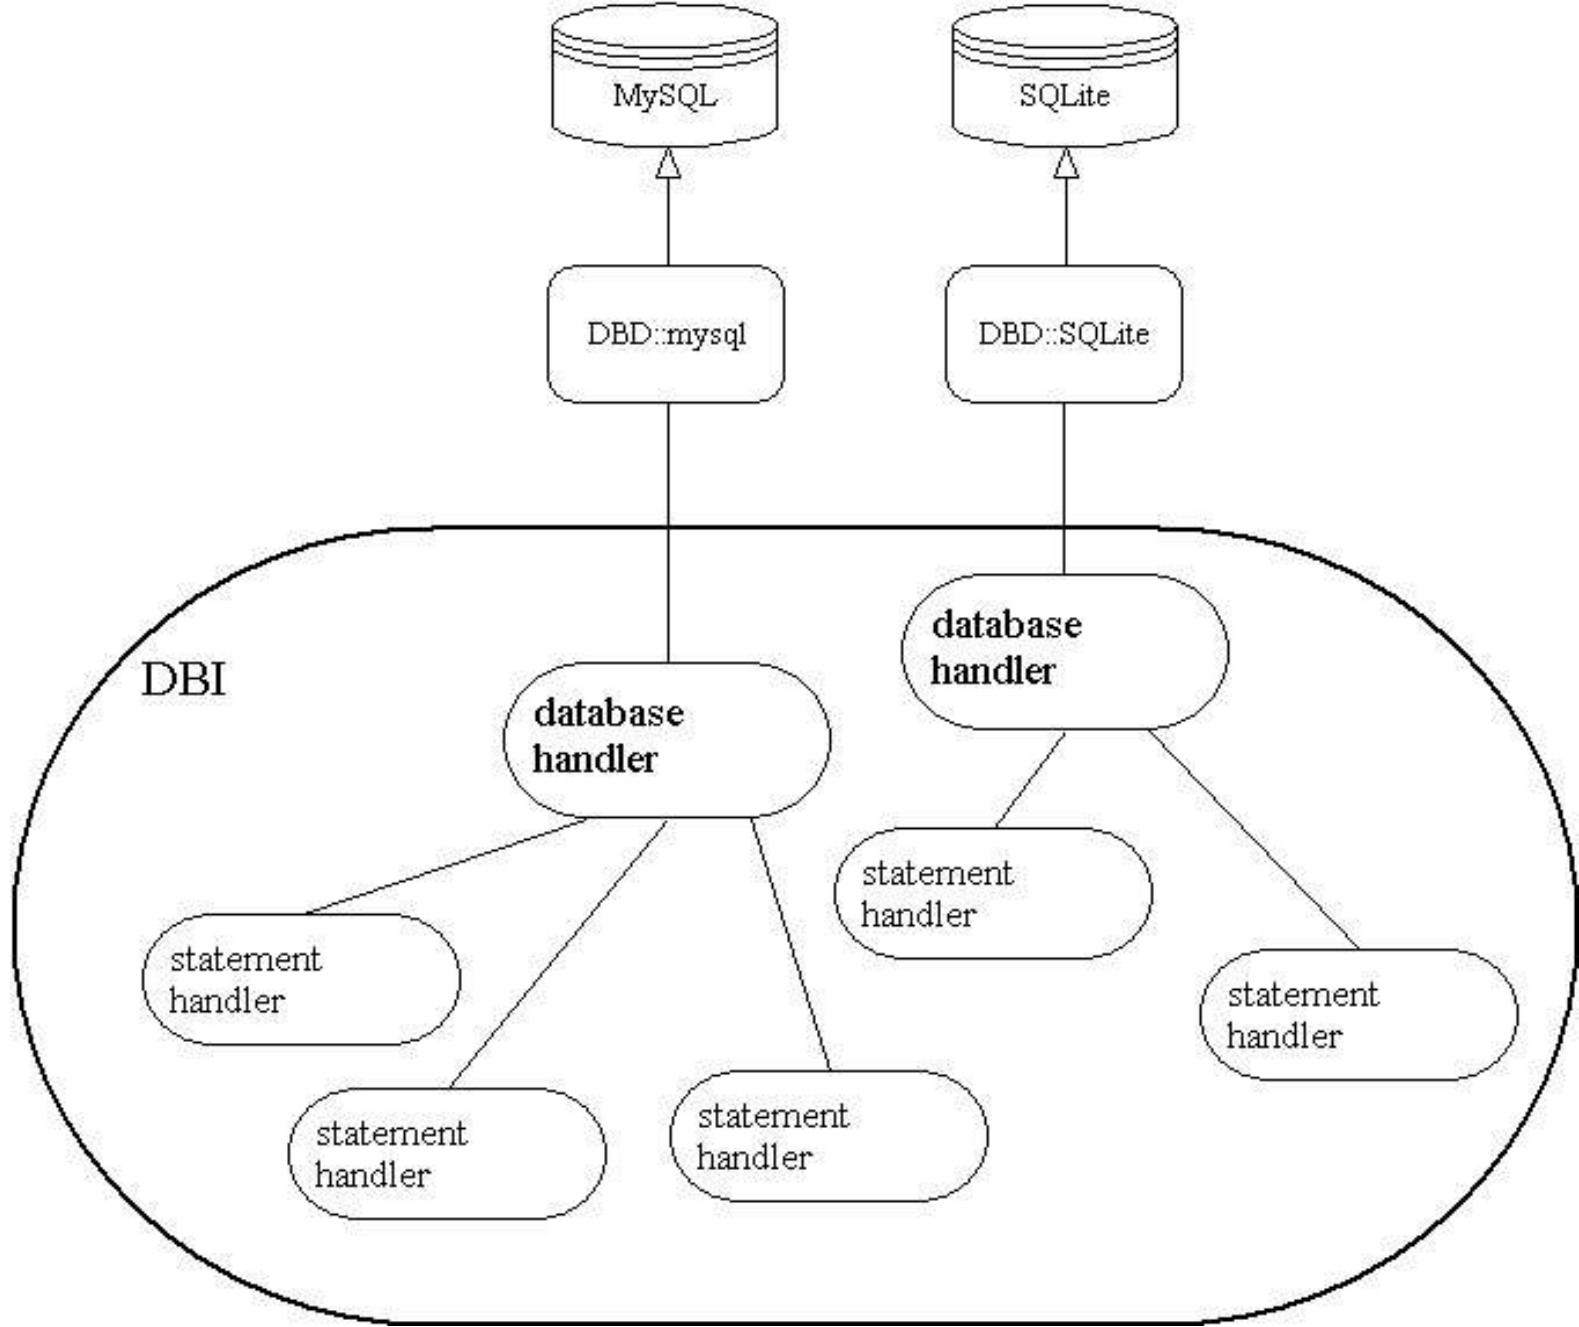 MySQL
SQLite
DBD::mysql
DBD::SQLite
DBI
database
handler
database
handler
statement
handler
statement
handler
statement
handler
statement
handler
statement
handler